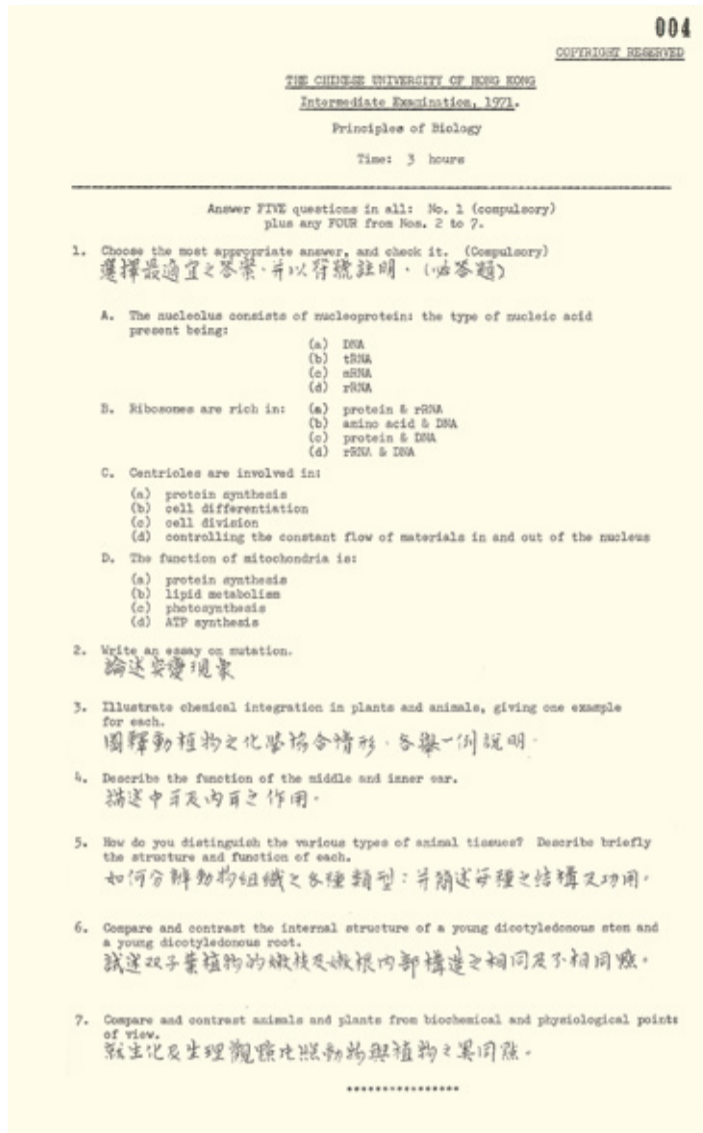 004
COPYRIGHT RESERVED
THE CHINESE UNIVERSITY OF HONG KONG
Intermediate Examination, 1971.
Principles of Biology
Time: 3 hours
Answer FIVE questions in all: No. 1 (compulsory)
plus any FOUR from Nos. 2 to 7.
1. Choose the most appropriate answer, and check it. (Compulsory)
選擇最適宜之答案,并以符號註明。(必答題)
A. The nucleolus consists of nucleoprotein: the type of nucleic acid
present being:
(a) DNA
(b) tRNA
(c) mRNA
(d) rRNA
B. Ribosomes are rich in: (a) protein & rRNA
(b) amino acid & DNA
(c) protein & DNA
(d) rRNA & DNA
C. Centrioles are involved in:
(a) protein synthesis
(b) cell differentiation
(c) cell division
(d) controlling the constant flow of materials in and out of the nucleus
D. The function of mitochondria is:
(a) protein synthesis
(b) lipid metabolism
(c) photosynthesis
(d) ATP synthesis
2. Write an essay on mutation.
論述突變現象
3. Illustrate chemical integration in plants and animals, giving one example
for each.
圖釋動植物之化學協合情形,各舉一例説明。
4. Describe the function of the middle and inner ear.
描述中耳及内耳之作用。
5. How do you distinguish the various types of animal tissues? Describe briefly
the structure and function of each.
如何分辨動物組織之各種類型;并簡述每種之結構及功用。
6. Compare and contrast the internal structure of a young dicotyledonous stem and
a young dicotyledonous root.
試述双子葉植物的嫩枝及嫩根内部構造之相同及不相同點。
7. Compare and contrast animals and plants from biochemical and physiological points
of view.
就生化及生理觀點比照動物與植物之異同點。
****************